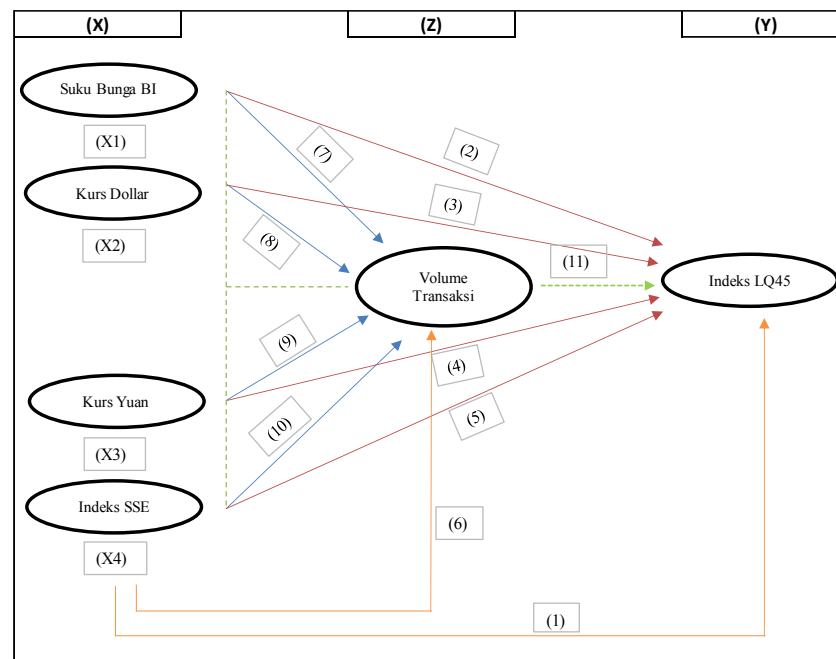 (X)
(Z)
(Y)
Suku Bunga BI
(X1)
(2)
(7)
Kurs Dollar
(3)
(X2)
(8)
(11)
Volume
Transaksi
Indeks LQ45
(9)
(4)
Kurs Yuan
(5)
(10)
(X3)
Indeks SSE
(6)
(X4)
(1)